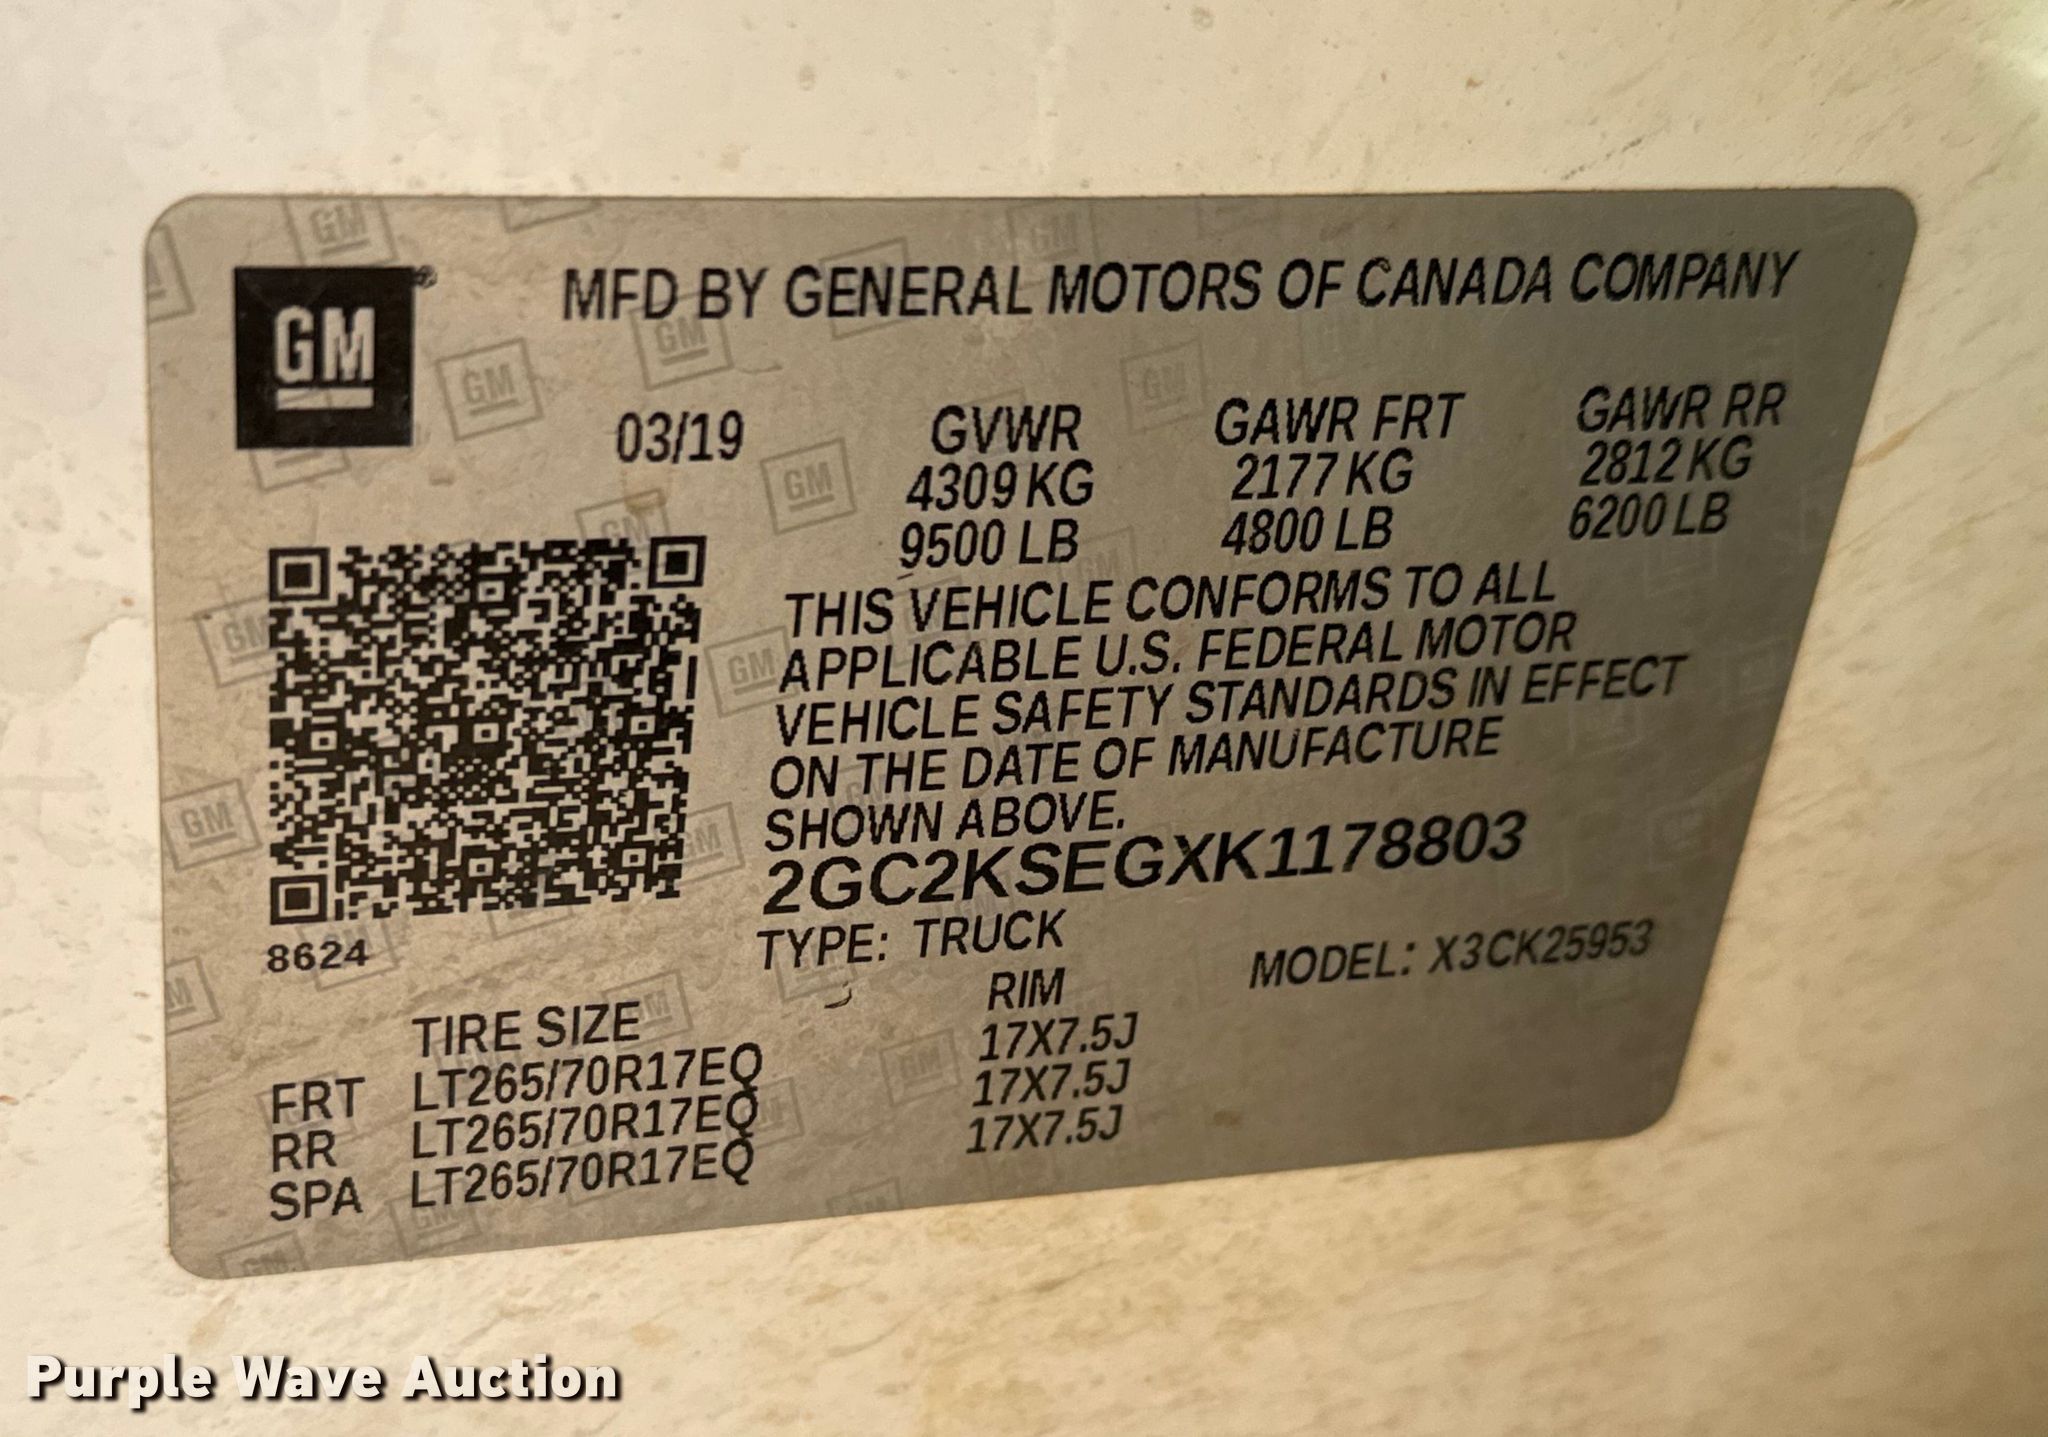 GM®
MFD BY GENERAL MOTORS OF CANADA COMPANY
03/19 GVWR GAWR FRT GAWR RR
4309 KG 2177 KG 2812 KG
9500 LB 4800 LB 6200 LB
THIS VEHICLE CONFORMS TO ALL
APPLICABLE U.S. FEDERAL MOTOR
VEHICLE SAFETY STANDARDS IN EFFECT
ON THE DATE OF MANUFACTURE
SHOWN ABOVE.
2GC2KSEGXK1178803
8624
TYPE: TRUCK MODEL: X3CK25953
TIRE SIZE RIM
FRT LT265/70R17EQ 17X7.5J
RR LT265/70R17EQ 17X7.5J
SPA LT265/70R17EQ 17X7.5J
Purple Wave Auction